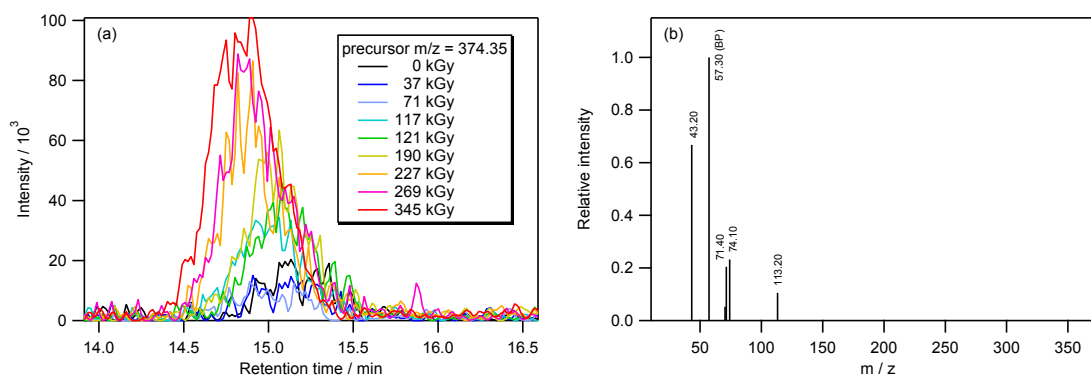 (a)
precursor m/z = 374.35
0 kGy
37 kGy
71 kGy
117 kGy
121 kGy
190 kGy
227 kGy
269 kGy
345 kGy
100
80
60
40
20
0
Intensity / 10³
14.0 14.5 15.0 15.5 16.0 16.5
Retention time / min
(b)
57.30 (BP)
43.20
71.40
74.10
113.20
1.0
0.8
0.6
0.4
0.2
0.0
Relative intensity
50 100 150 200 250 300 350
m / z